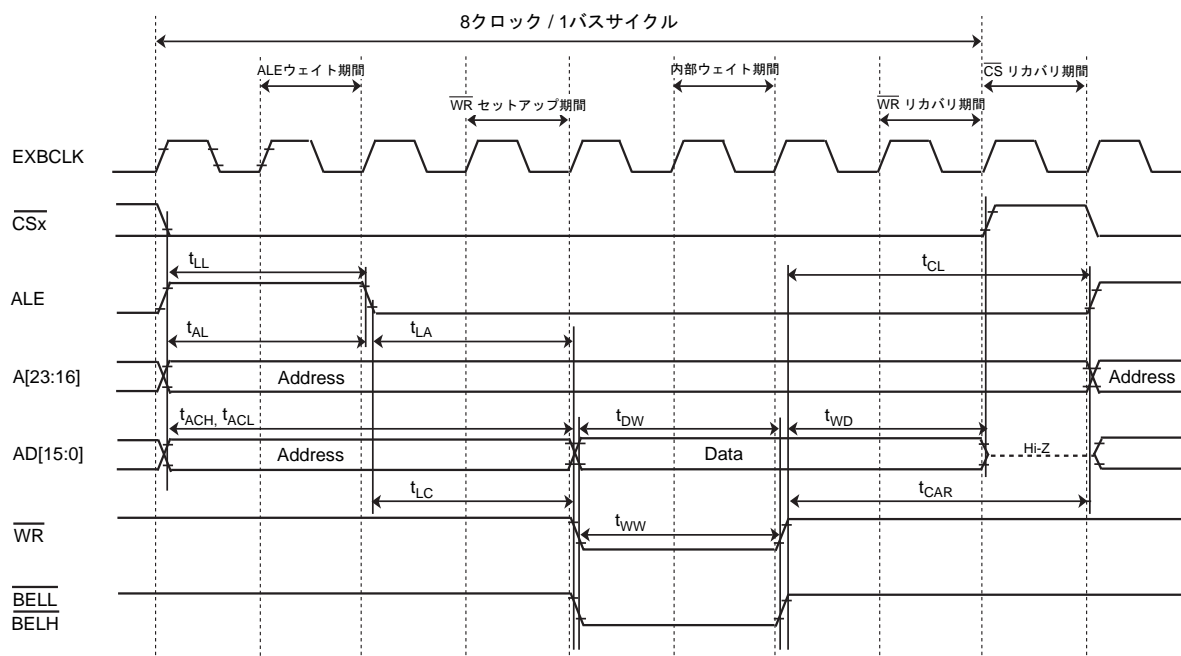 8クロック / 1バスサイクル
ALEウェイト期間
内部ウェイト期間
CS リカバリ期間
WR セットアップ期間
WR リカバリ期間
EXBCLK
CSx
tLL
tCL
ALE
tAL
tLA
A[23:16]
Address
Address
tACH, tACL
tDW
tWD
AD[15:0]
Address
Data
Hi-Z
tLC
tCAR
WR
tWW
BELL
BELH